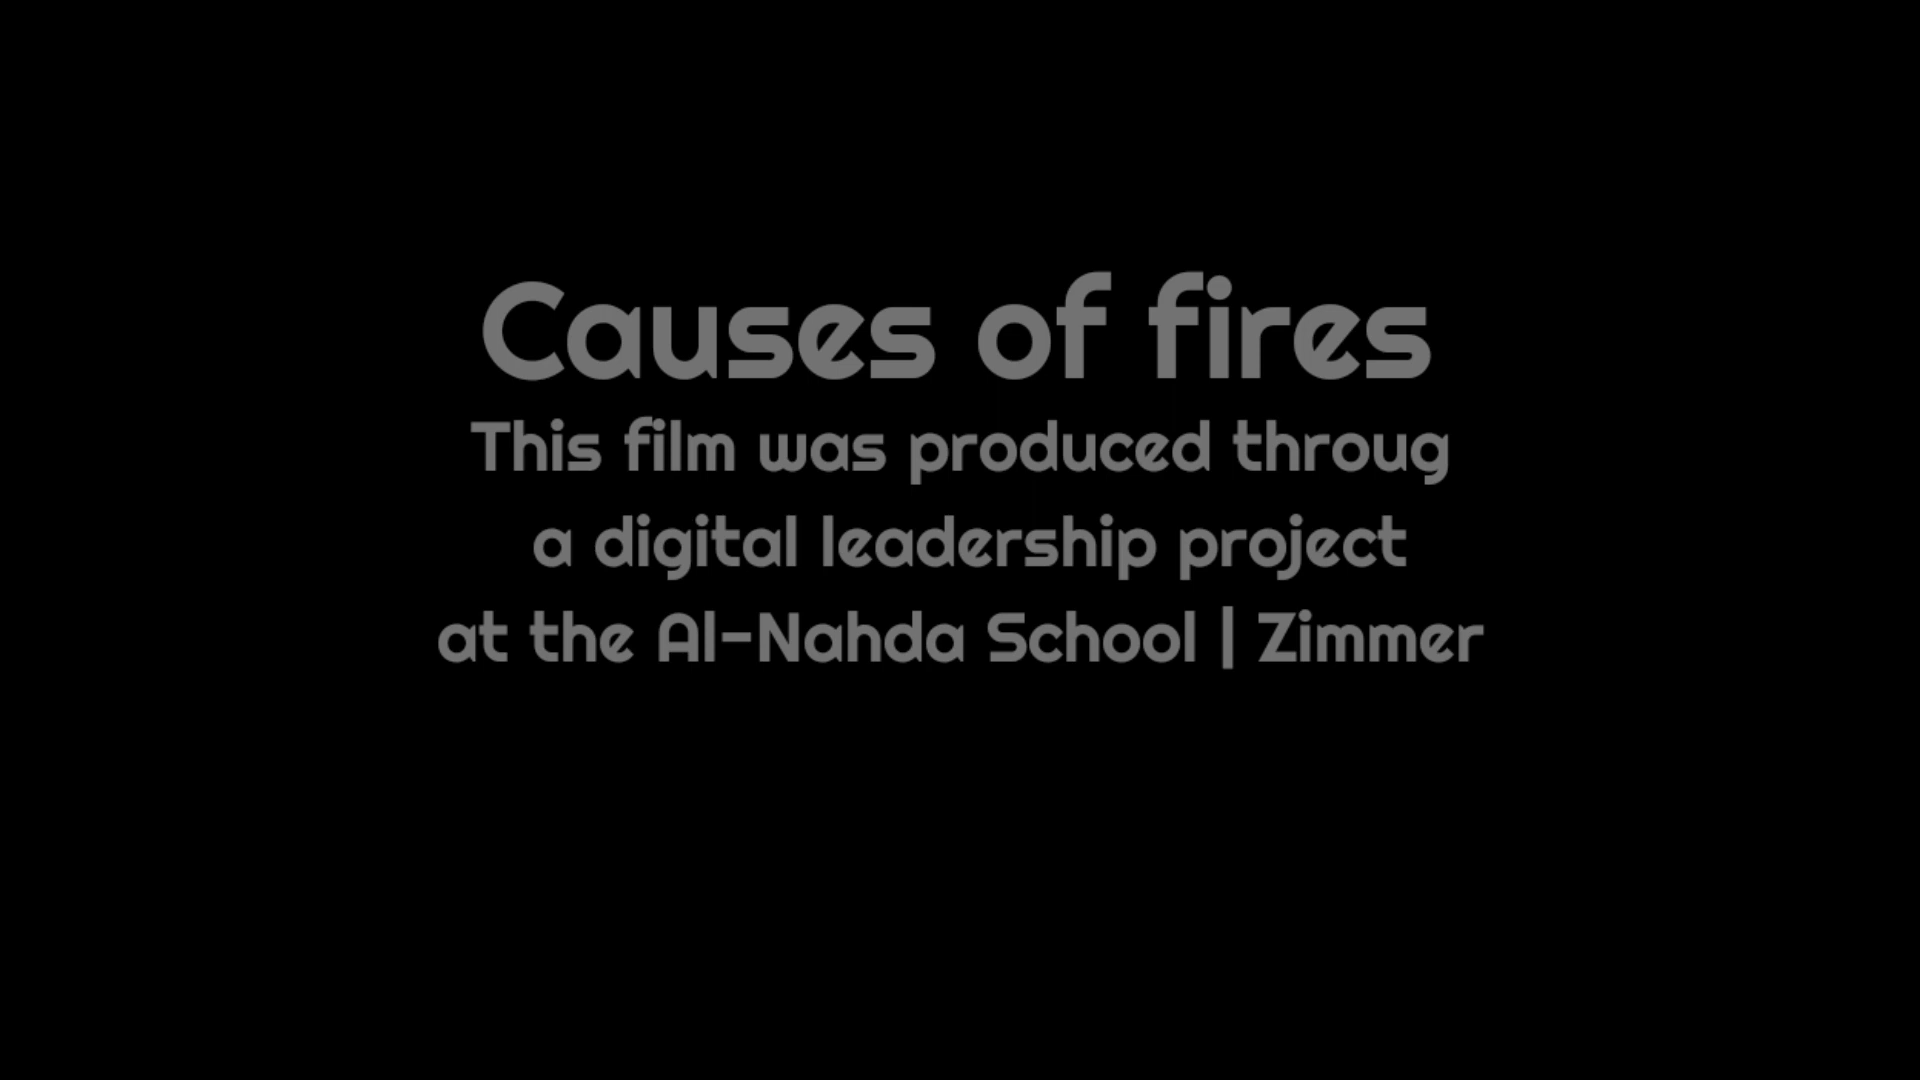 Causes of fires
This film was produced throug
a digital leadership project
at the Al-Nahda School | Zimmer